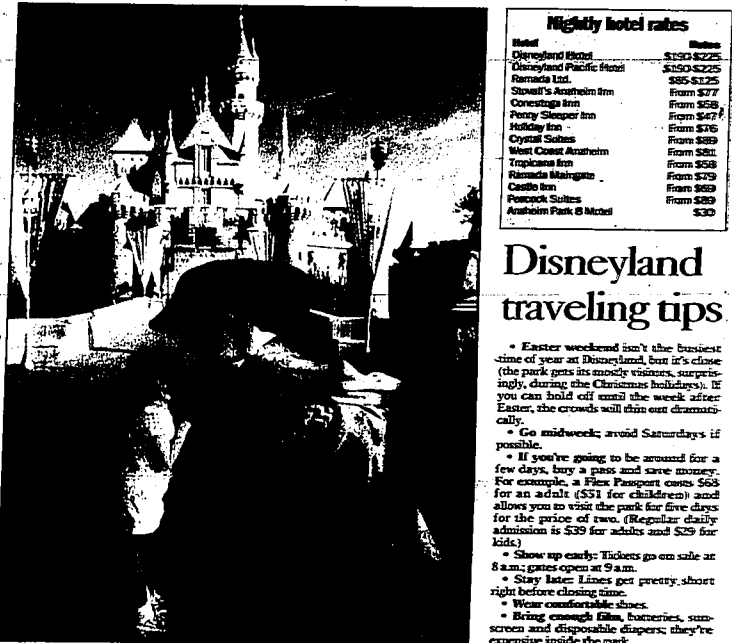 Nightly hotel rates
Hotel Rates
Disneyland Hotel $190-$225
Disneyland Pacific Hotel $190-$225
Ramada Ltd. $85-$125
Stovall's Anaheim Inn From $77
Conestoga Inn From $58
Penny Sleeper Inn From $47
Holiday Inn From $76
Crystal Suites From $89
West Coast Anaheim From $81
Tropicana Inn From $58
Ramada Maingate From $79
Castle Inn From $69
Peacock Suites From $89
Anaheim Park 8 Motel $30
Disneyland
traveling tips
• Easter weekend isn't the busiest
time of year at Disneyland, but it's close
(the park gets its mostly visitors, surpris-
ingly, during the Christmas holidays). If
you can hold off until the week after
Easter, the crowds will thin out dramati-
cally.
• Go midweek; avoid Saturdays if
possible.
• If you're going to be around for a
few days, buy a pass and save money.
For example, a Flex Passport costs $68
for an adult ($51 for children) and
allows you to visit the park for five days
for the price of two. (Regular daily
admission is $39 for adults and $29 for
kids.)
• Show up early: Tickets go on sale at
8 a.m.; gates open at 9 a.m.
• Stay late: Lines get pretty short
right before closing time.
• Wear comfortable shoes.
• Bring enough film, batteries, sun-
screen and disposable diapers; they're
expensive inside the park.